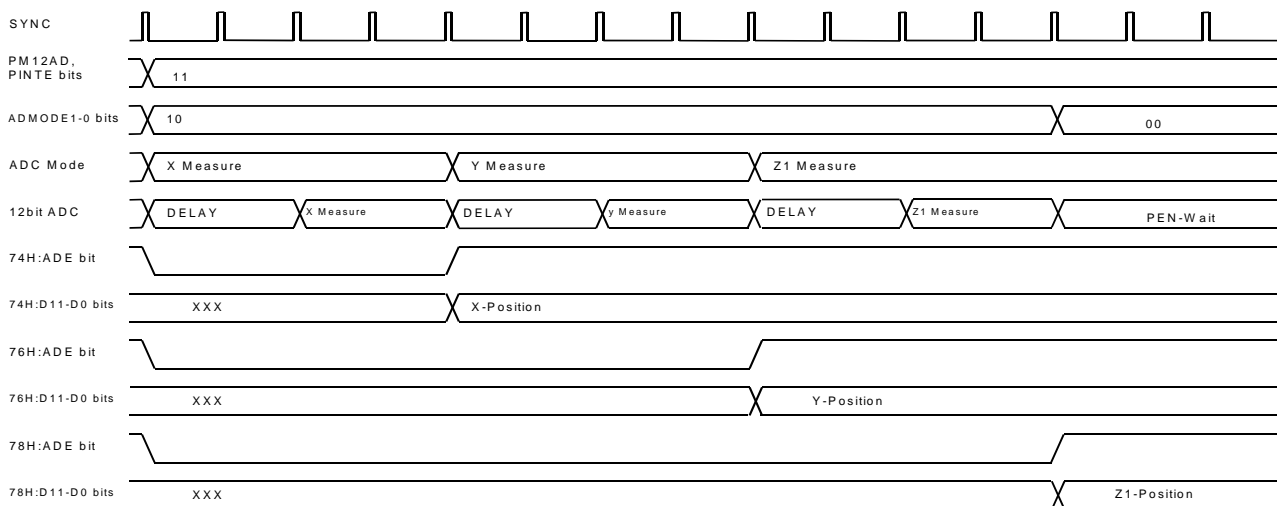 SYNC
PM12AD,
PINTE bits
11
ADMODE1-0 bits
10
00
ADC Mode
X Measure
Y Measure
Z1 Measure
12bit ADC
DELAY
X Measure
DELAY
y Measure
DELAY
Z1 Measure
PEN-Wait
74H:ADE bit
74H:D11-D0 bits
XXX
X-Position
76H:ADE bit
76H:D11-D0 bits
XXX
Y-Position
78H:ADE bit
78H:D11-D0 bits
XXX
Z1-Position